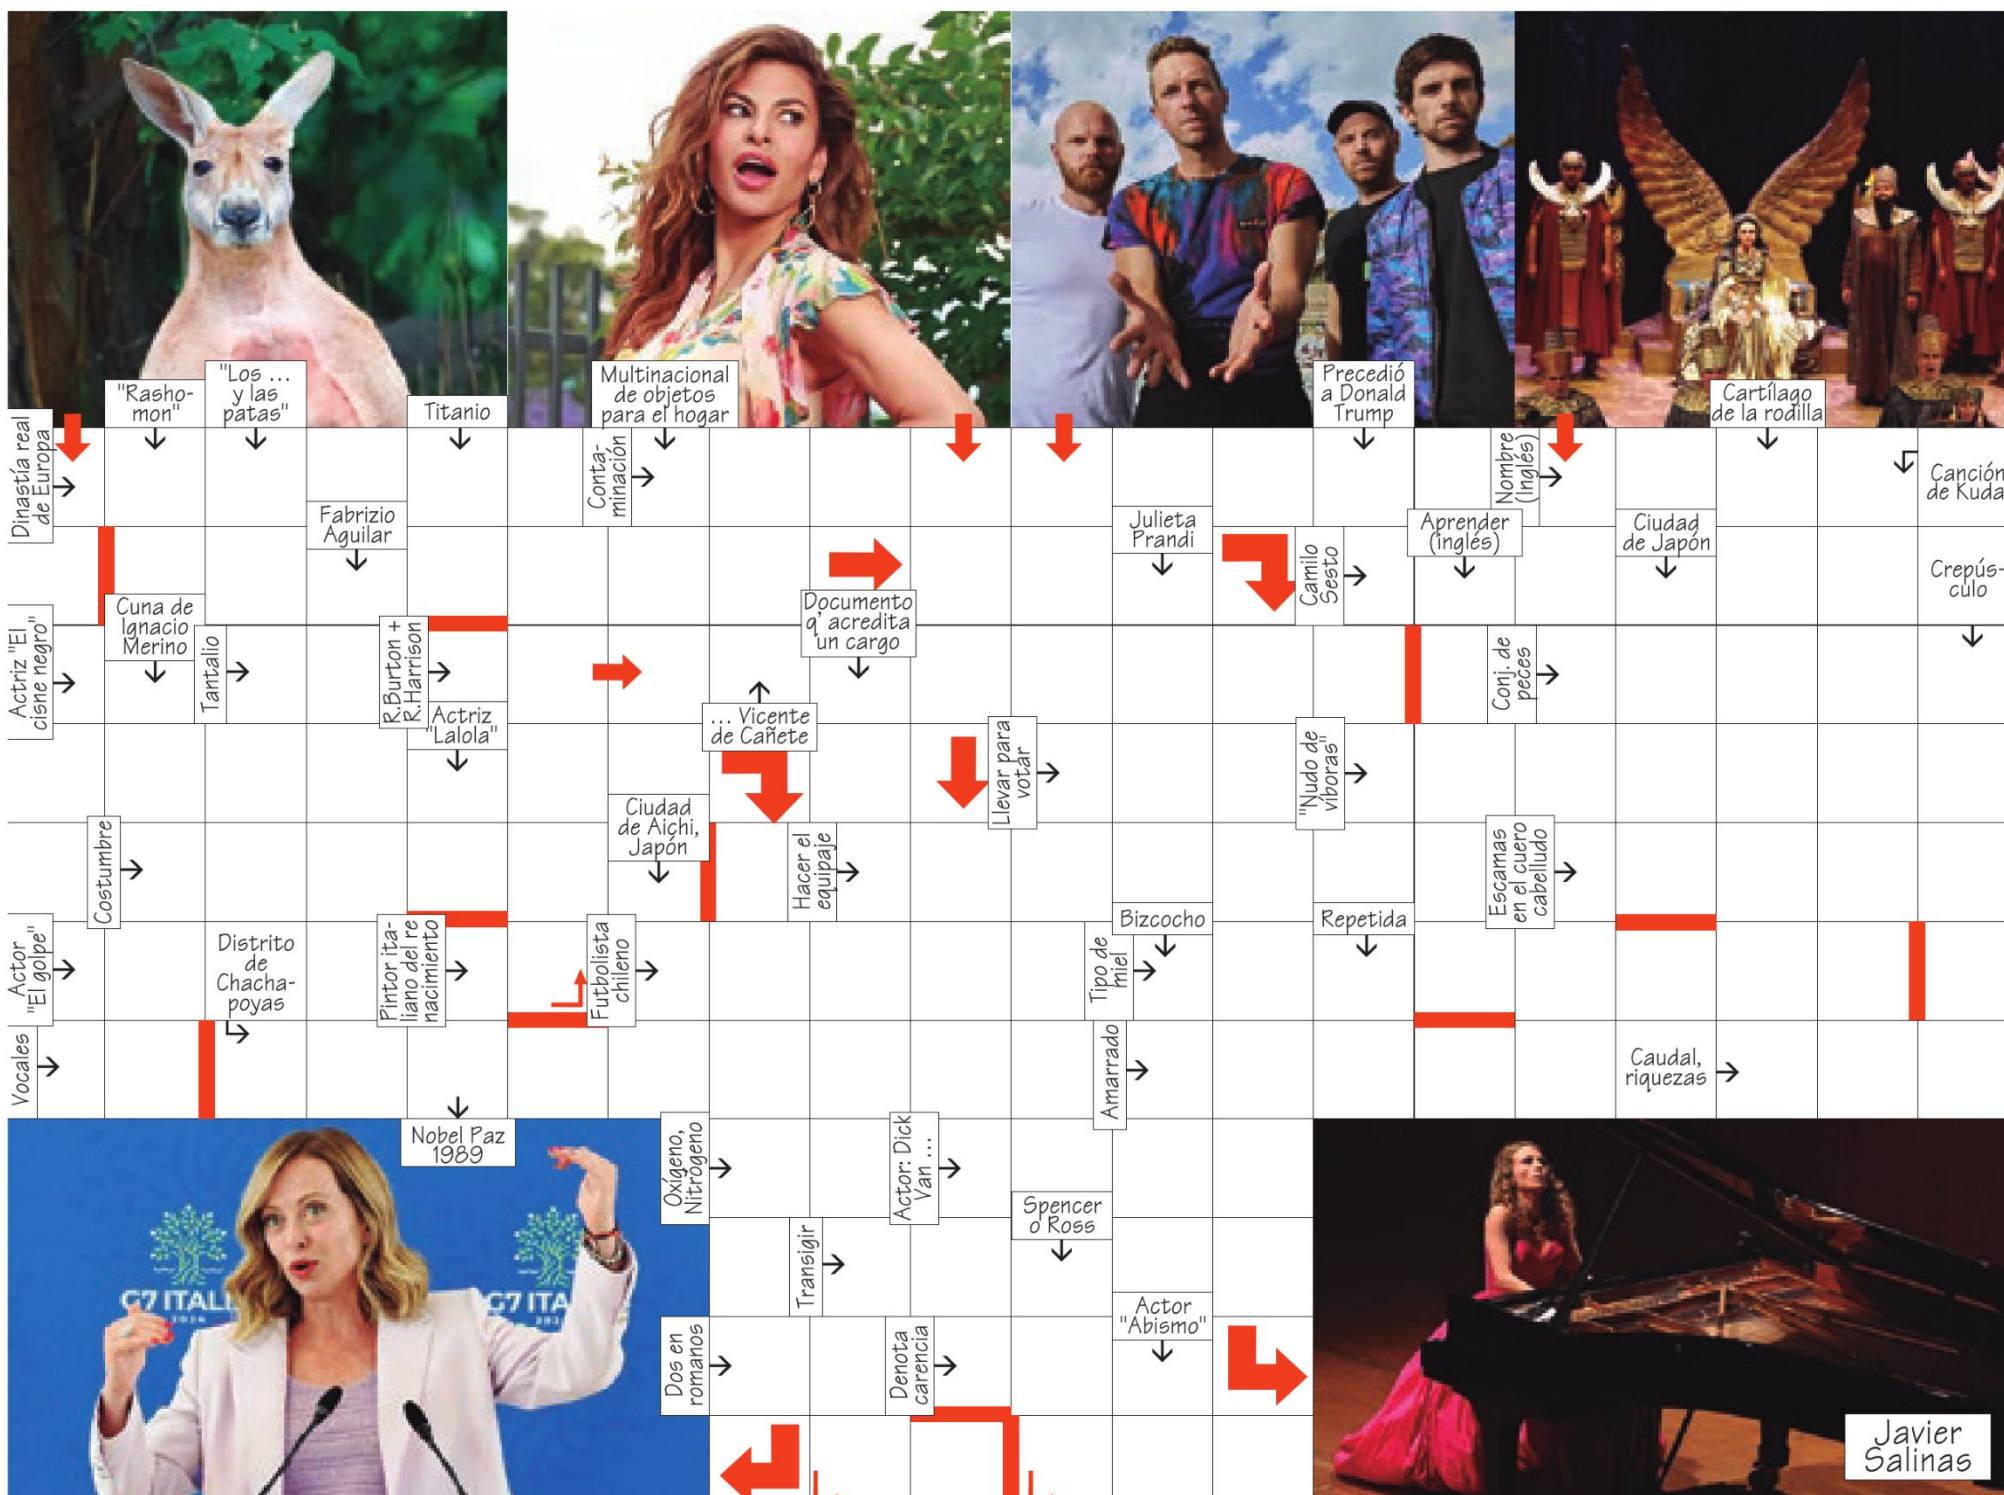 "Rasho-
mon"
"Los ...
y las
patas"
Titanio
Multinacional
de objetos
para el hogar
Precedió
a Donald
Trump
Cartílago
de la rodilla
Dinastía real
de Europa
Conta-
minación
Nombre
(Inglés)
Canción
de Kuda
Fabrizio
Aguilar
Julieta
Prandi
Camilo
Sesto
Aprender
(inglés)
Ciudad
de Japón
Crepús-
culo
Actriz "El
cisne negro"
Cuna de
Ignacio
Merino
Tantalio
R.Burton +
R.Harrison
Documento
q' acredita
un cargo
Conj. de
peces
Actriz
"Lalola"
... Vicente
de Cañete
Llevar para
votar
"Nudo de
víboras"
Costumbre
Ciudad
de Aichi,
Japón
Hacer el
equipaje
Escamas
en el cuero
cabelludo
Actor
"El golpe"
Distrito
de
Chacha-
poyas
Pintor ita-
liano del re
nacimiento
Futbolista
chileno
Bizcocho
Tipo de
miel
Repetida
Vocales
Amarrado
Caudal,
riquezas
Nobel Paz
1989
Oxígeno,
Nitrógeno
Actor: Dick
Van ...
Spencer
o Ross
Transigir
Dos en
romanos
Denota
carencia
Actor
"Abismo"
G7 ITALI
2024
G7 ITA
Javier
Salinas